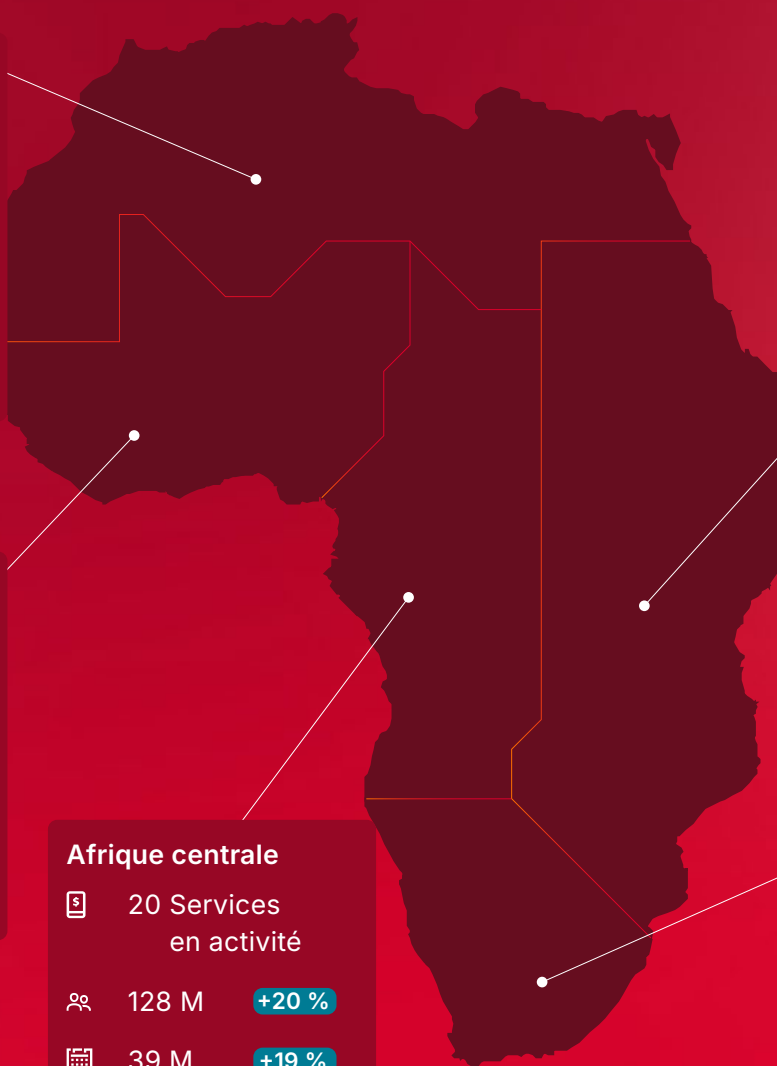 Afrique centrale
20 Services
en activité
128 M +20 %
39 M +19 %